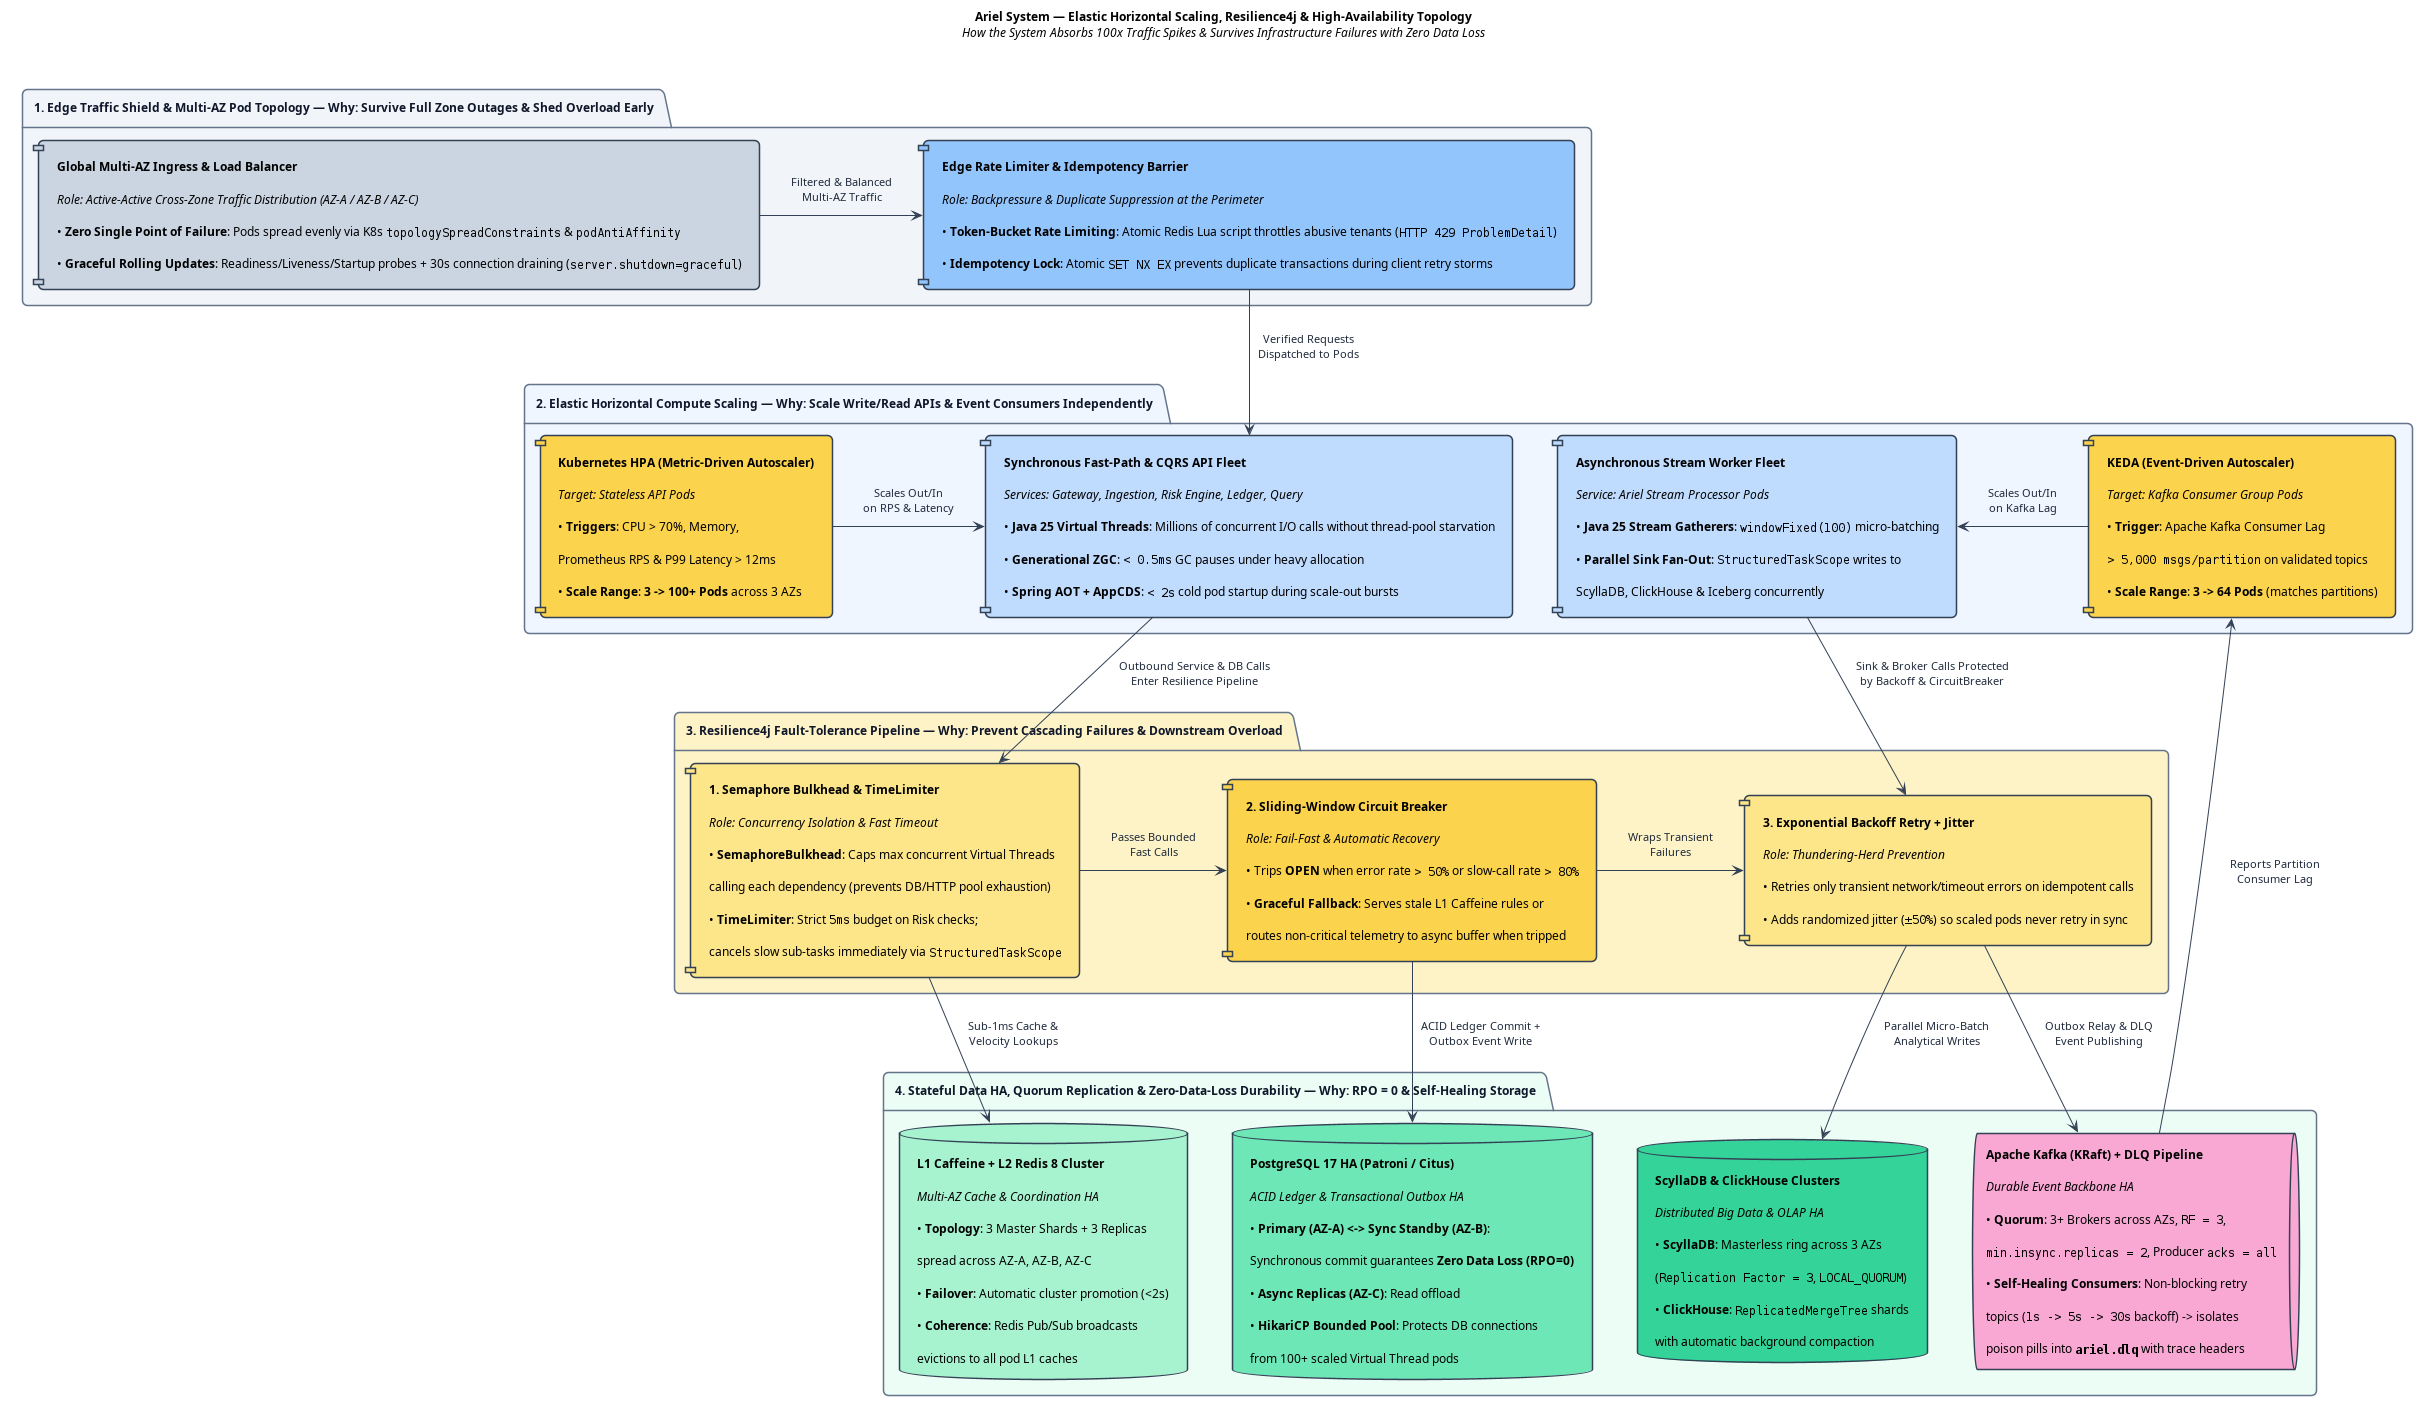 Ariel System — Elastic Horizontal Scaling, Resilience4j & High-Availability Topology
How the System Absorbs 100x Traffic Spikes & Survives Infrastructure Failures with Zero Data Loss
1. Edge Traffic Shield & Multi-AZ Pod Topology — Why: Survive Full Zone Outages & Shed Overload Early
Global Multi-AZ Ingress & Load Balancer
Role: Active-Active Cross-Zone Traffic Distribution (AZ-A / AZ-B / AZ-C)
• Zero Single Point of Failure: Pods spread evenly via K8s topologySpreadConstraints & podAntiAffinity
• Graceful Rolling Updates: Readiness/Liveness/Startup probes + 30s connection draining (server.shutdown=graceful)
Filtered & Balanced
Multi-AZ Traffic
Edge Rate Limiter & Idempotency Barrier
Role: Backpressure & Duplicate Suppression at the Perimeter
• Token-Bucket Rate Limiting: Atomic Redis Lua script throttles abusive tenants (HTTP 429 ProblemDetail)
• Idempotency Lock: Atomic SET NX EX prevents duplicate transactions during client retry storms
Verified Requests
Dispatched to Pods
2. Elastic Horizontal Compute Scaling — Why: Scale Write/Read APIs & Event Consumers Independently
Kubernetes HPA (Metric-Driven Autoscaler)
Target: Stateless API Pods
• Triggers: CPU > 70%, Memory,
Prometheus RPS & P99 Latency > 12ms
• Scale Range: 3 -> 100+ Pods across 3 AZs
Scales Out/In
on RPS & Latency
Synchronous Fast-Path & CQRS API Fleet
Services: Gateway, Ingestion, Risk Engine, Ledger, Query
• Java 25 Virtual Threads: Millions of concurrent I/O calls without thread-pool starvation
• Generational ZGC: < 0.5ms GC pauses under heavy allocation
• Spring AOT + AppCDS: < 2s cold pod startup during scale-out bursts
Asynchronous Stream Worker Fleet
Service: Ariel Stream Processor Pods
• Java 25 Stream Gatherers: windowFixed(100) micro-batching
• Parallel Sink Fan-Out: StructuredTaskScope writes to
ScyllaDB, ClickHouse & Iceberg concurrently
Scales Out/In
on Kafka Lag
KEDA (Event-Driven Autoscaler)
Target: Kafka Consumer Group Pods
• Trigger: Apache Kafka Consumer Lag
> 5,000 msgs/partition on validated topics
• Scale Range: 3 -> 64 Pods (matches partitions)
Outbound Service & DB Calls
Enter Resilience Pipeline
Sink & Broker Calls Protected
by Backoff & CircuitBreaker
3. Resilience4j Fault-Tolerance Pipeline — Why: Prevent Cascading Failures & Downstream Overload
1. Semaphore Bulkhead & TimeLimiter
Role: Concurrency Isolation & Fast Timeout
• SemaphoreBulkhead: Caps max concurrent Virtual Threads
calling each dependency (prevents DB/HTTP pool exhaustion)
• TimeLimiter: Strict 5ms budget on Risk checks;
cancels slow sub-tasks immediately via StructuredTaskScope
Passes Bounded
Fast Calls
2. Sliding-Window Circuit Breaker
Role: Fail-Fast & Automatic Recovery
• Trips OPEN when error rate > 50% or slow-call rate > 80%
• Graceful Fallback: Serves stale L1 Caffeine rules or
routes non-critical telemetry to async buffer when tripped
Wraps Transient
Failures
3. Exponential Backoff Retry + Jitter
Role: Thundering-Herd Prevention
• Retries only transient network/timeout errors on idempotent calls
• Adds randomized jitter (±50%) so scaled pods never retry in sync
Reports Partition
Consumer Lag
Sub-1ms Cache &
Velocity Lookups
ACID Ledger Commit +
Outbox Event Write
Parallel Micro-Batch
Analytical Writes
Outbox Relay & DLQ
Event Publishing
4. Stateful Data HA, Quorum Replication & Zero-Data-Loss Durability — Why: RPO = 0 & Self-Healing Storage
L1 Caffeine + L2 Redis 8 Cluster
Multi-AZ Cache & Coordination HA
• Topology: 3 Master Shards + 3 Replicas
spread across AZ-A, AZ-B, AZ-C
• Failover: Automatic cluster promotion (<2s)
• Coherence: Redis Pub/Sub broadcasts
evictions to all pod L1 caches
PostgreSQL 17 HA (Patroni / Citus)
ACID Ledger & Transactional Outbox HA
• Primary (AZ-A) <-> Sync Standby (AZ-B):
Synchronous commit guarantees Zero Data Loss (RPO=0)
• Async Replicas (AZ-C): Read offload
• HikariCP Bounded Pool: Protects DB connections
from 100+ scaled Virtual Thread pods
ScyllaDB & ClickHouse Clusters
Distributed Big Data & OLAP HA
• ScyllaDB: Masterless ring across 3 AZs
(Replication Factor = 3, LOCAL_QUORUM)
• ClickHouse: ReplicatedMergeTree shards
with automatic background compaction
Apache Kafka (KRaft) + DLQ Pipeline
Durable Event Backbone HA
• Quorum: 3+ Brokers across AZs, RF = 3,
min.insync.replicas = 2, Producer acks = all
• Self-Healing Consumers: Non-blocking retry
topics (1s -> 5s -> 30s backoff) -> isolates
poison pills into ariel.dlq with trace headers